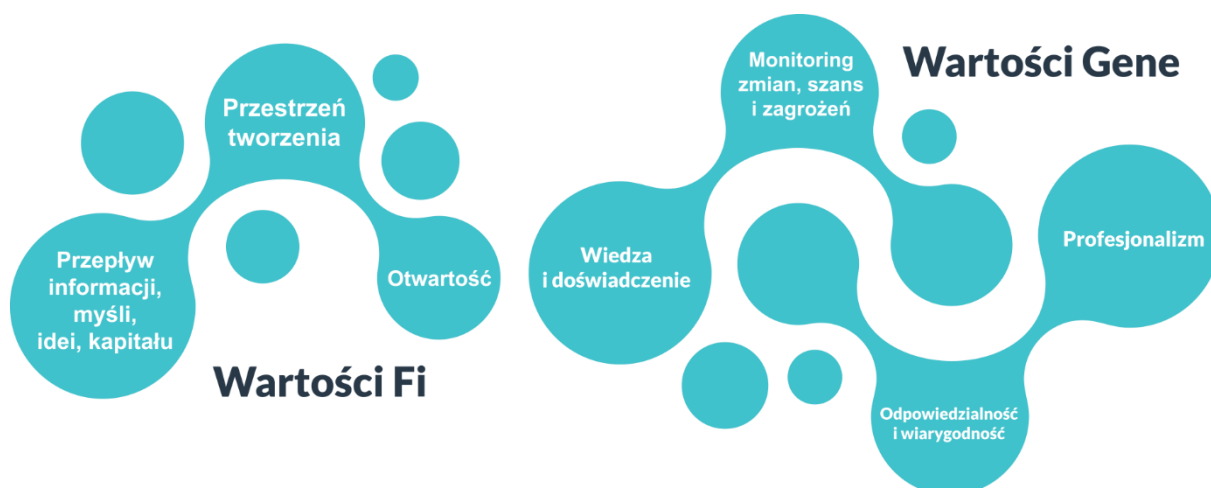 Przestrzeń
tworzenia
Przepływ
informacji,
myśli,
idei, kapitału
Otwartość
Wartości Fi
Wartości Gene
Monitoring
zmian, szans
i zagrożeń
Wiedza
i doświadczenie
Profesjonalizm
Odpowiedzialność
i wiarygodność